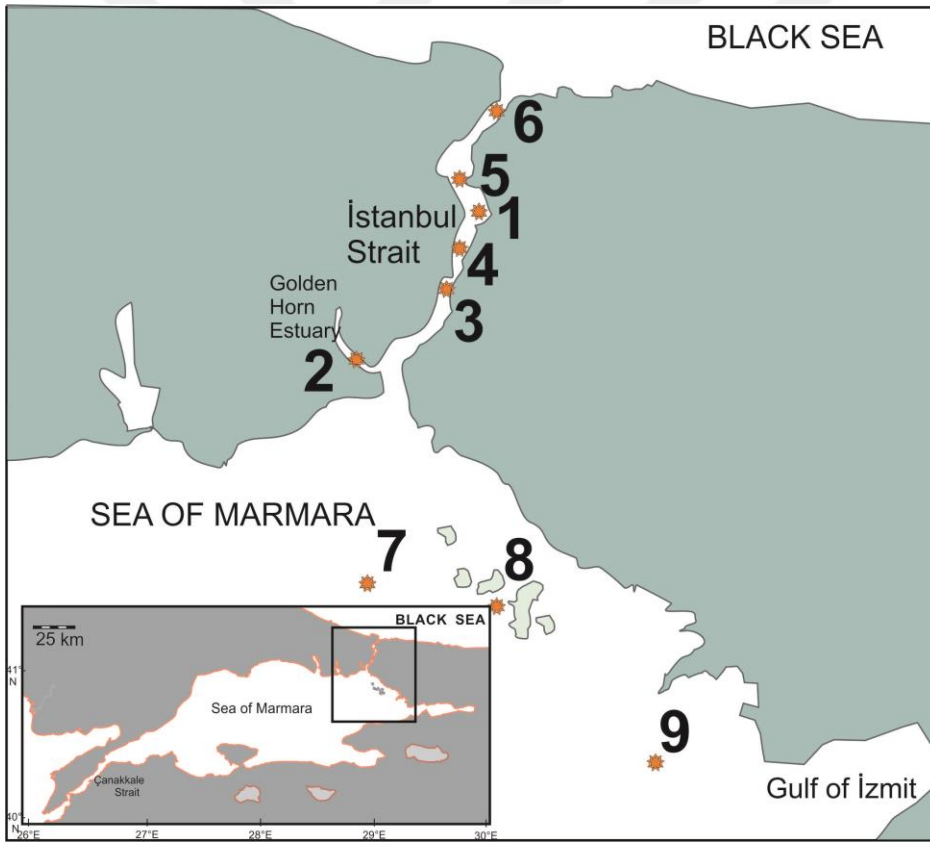 BLACK SEA
6
5
İstanbul
Strait
1
4
Golden
Horn
Estuary
3
2
SEA OF MARMARA
7
8
BLACK SEA
25 km
41°
N
Sea of Marmara
9
Çanakkale
Strait
Gulf of İzmit
40°
N
26°E
27°E
28°E
29°E
30°E